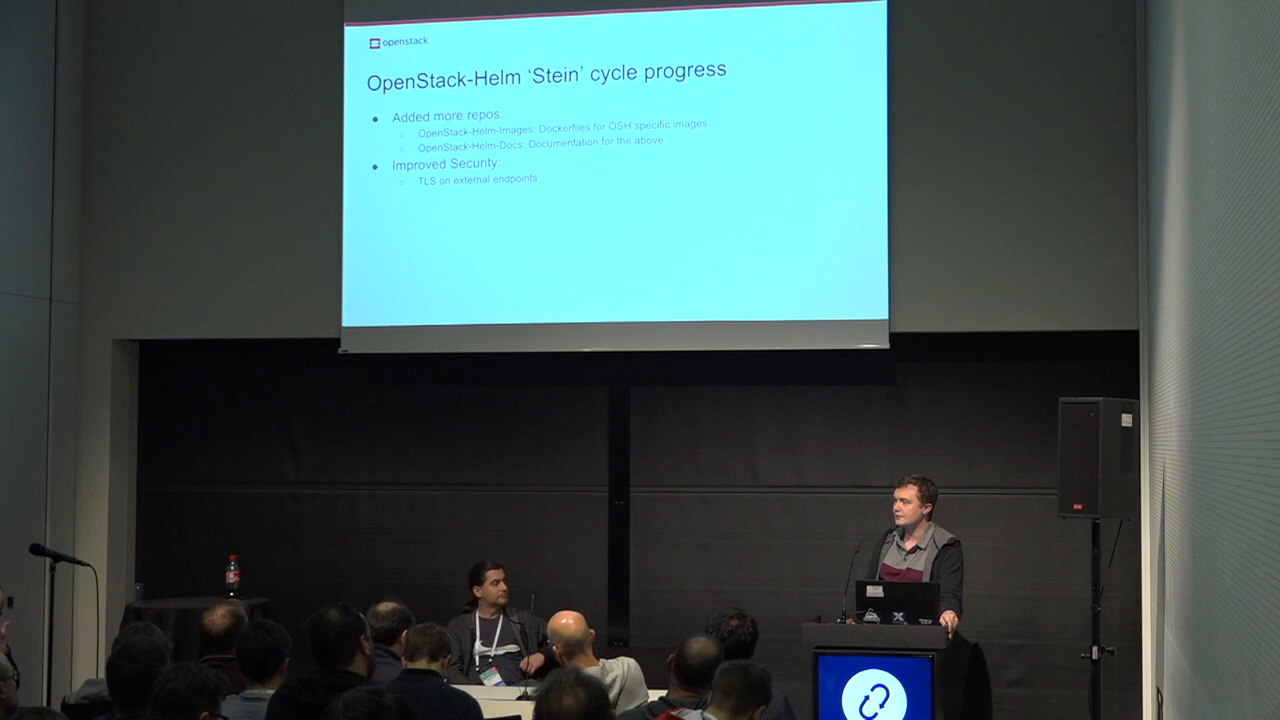 openstack
OpenStack-Helm ‘Stein’ cycle progress
Added more repos:
OpenStack-Helm-Images: Dockerfiles for OSH specific images
OpenStack-Helm-Docs: Documentation for the above
Improved Security:
TLS on external endpoints